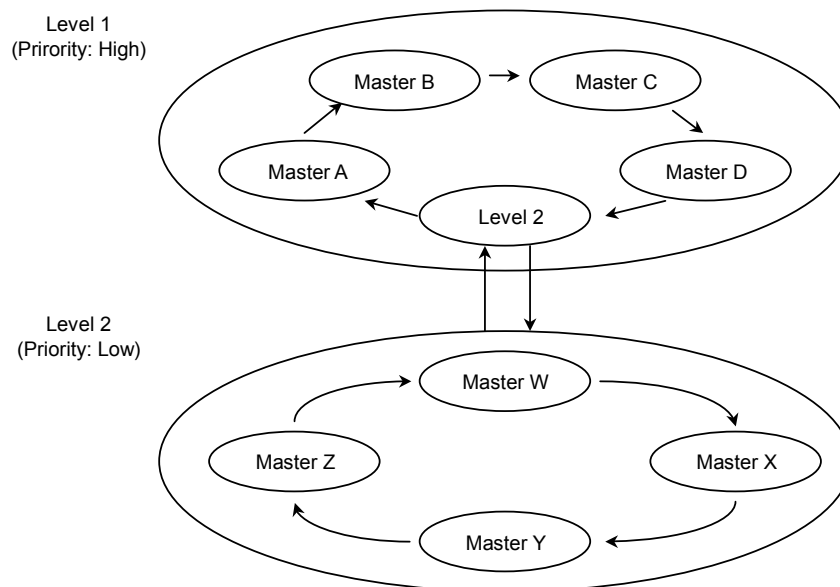 Level 1
(Prirority: High)
Master B
Master C
Master A
Master D
Level 2
Level 2
(Priority: Low)
Master W
Master Z
Master X
Master Y